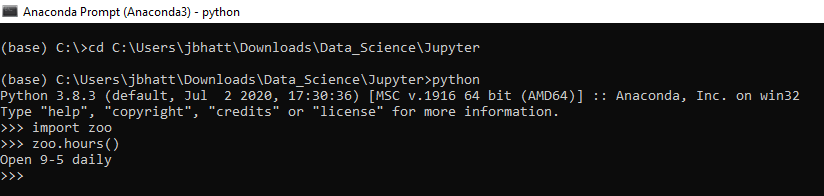 Anaconda Prompt (Anaconda3) - python
(base) C:\>cd C:\Users\jbhatt\Downloads\Data_Science\Jupyter
(base) C:\Users\jbhatt\Downloads\Data_Science\Jupyter>python
Python 3.8.3 (default, Jul  2 2020, 17:30:36) [MSC v.1916 64 bit (AMD64)] :: Anaconda, Inc. on win32
Type "help", "copyright", "credits" or "license" for more information.
>>> import zoo
>>> zoo.hours()
Open 9-5 daily
>>>